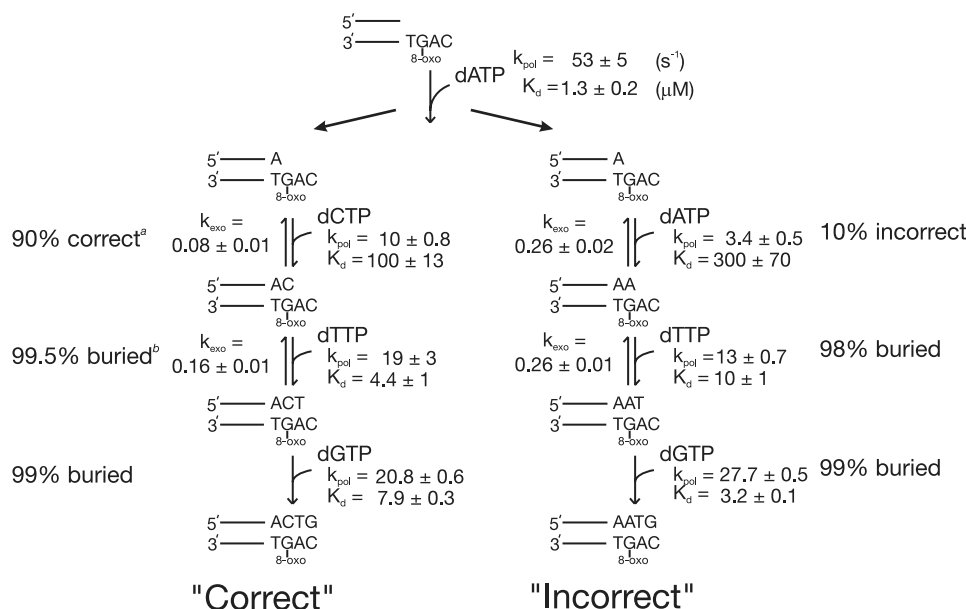 5′
3′ TGAC
8-oxo
dATP
k_pol = 53 ± 5 (s⁻¹)
K_d = 1.3 ± 0.2 (µM)
5′ A
3′ TGAC
8-oxo
90% correctᵃ
k_exo =
0.08 ± 0.01
dCTP
k_pol = 10 ± 0.8
K_d = 100 ± 13
5′ AC
3′ TGAC
8-oxo
99.5% buriedᵇ
k_exo =
0.16 ± 0.01
dTTP
k_pol = 19 ± 3
K_d = 4.4 ± 1
5′ ACT
3′ TGAC
8-oxo
99% buried
dGTP
k_pol = 20.8 ± 0.6
K_d = 7.9 ± 0.3
5′ ACTG
3′ TGAC
8-oxo
"Correct"
5′ A
3′ TGAC
8-oxo
k_exo =
0.26 ± 0.02
dATP
k_pol = 3.4 ± 0.5
K_d = 300 ± 70
10% incorrect
5′ AA
3′ TGAC
8-oxo
k_exo =
0.26 ± 0.01
dTTP
k_pol = 13 ± 0.7
K_d = 10 ± 1
98% buried
5′ AAT
3′ TGAC
8-oxo
dGTP
k_pol = 27.7 ± 0.5
K_d = 3.2 ± 0.1
99% buried
5′ AATG
3′ TGAC
8-oxo
"Incorrect"